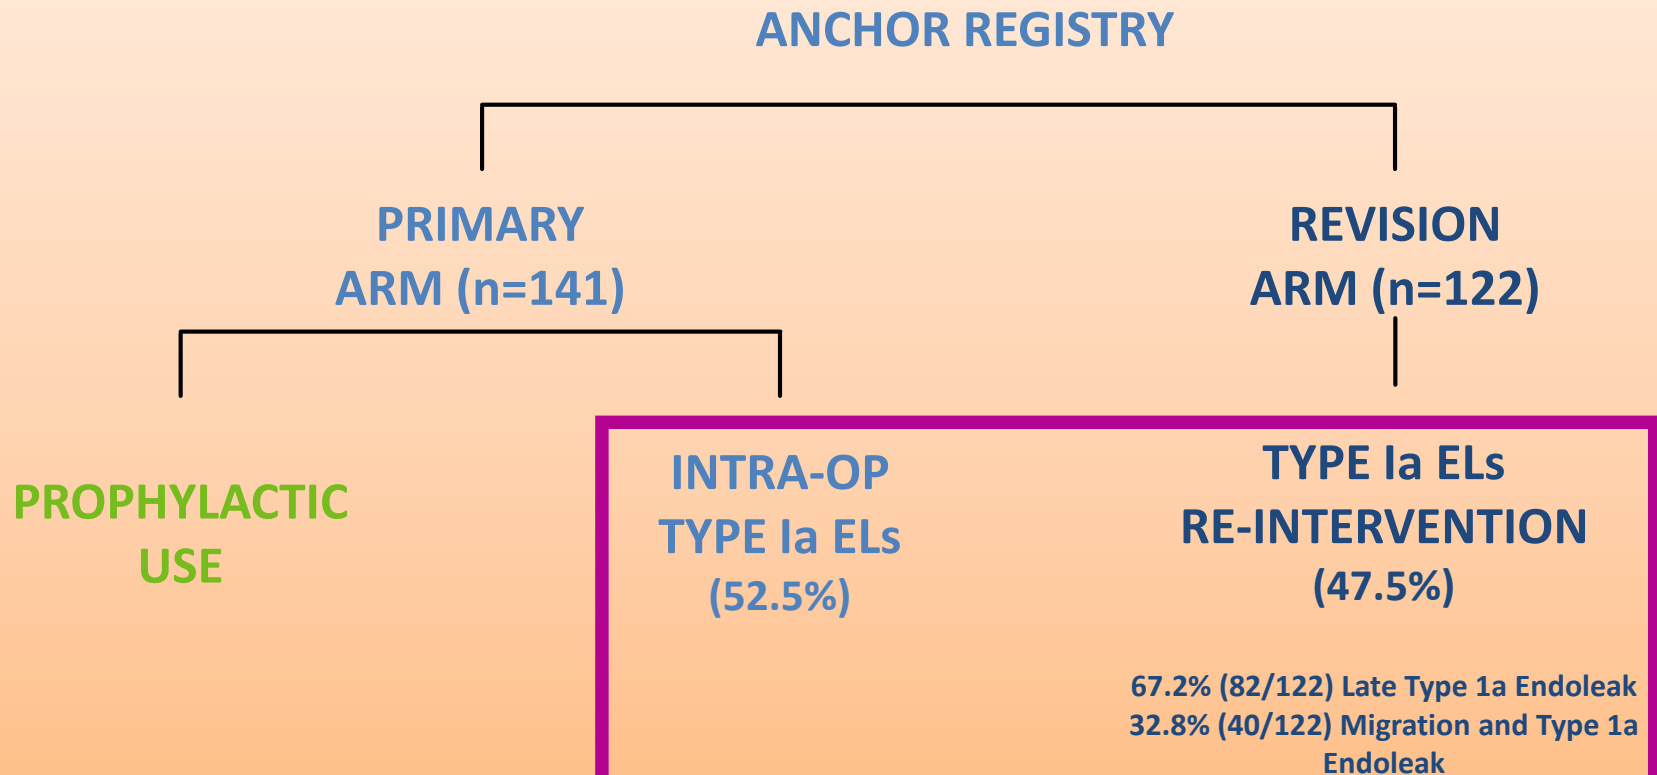 ANCHOR REGISTRY
PRIMARY
ARM (n=141)
REVISION
ARM (n=122)
PROPHYLACTIC
USE
INTRA-OP
TYPE Ia ELs
(52.5%)
TYPE Ia ELs
RE-INTERVENTION
(47.5%)
67.2% (82/122) Late Type 1a Endoleak
32.8% (40/122) Migration and Type 1a
Endoleak